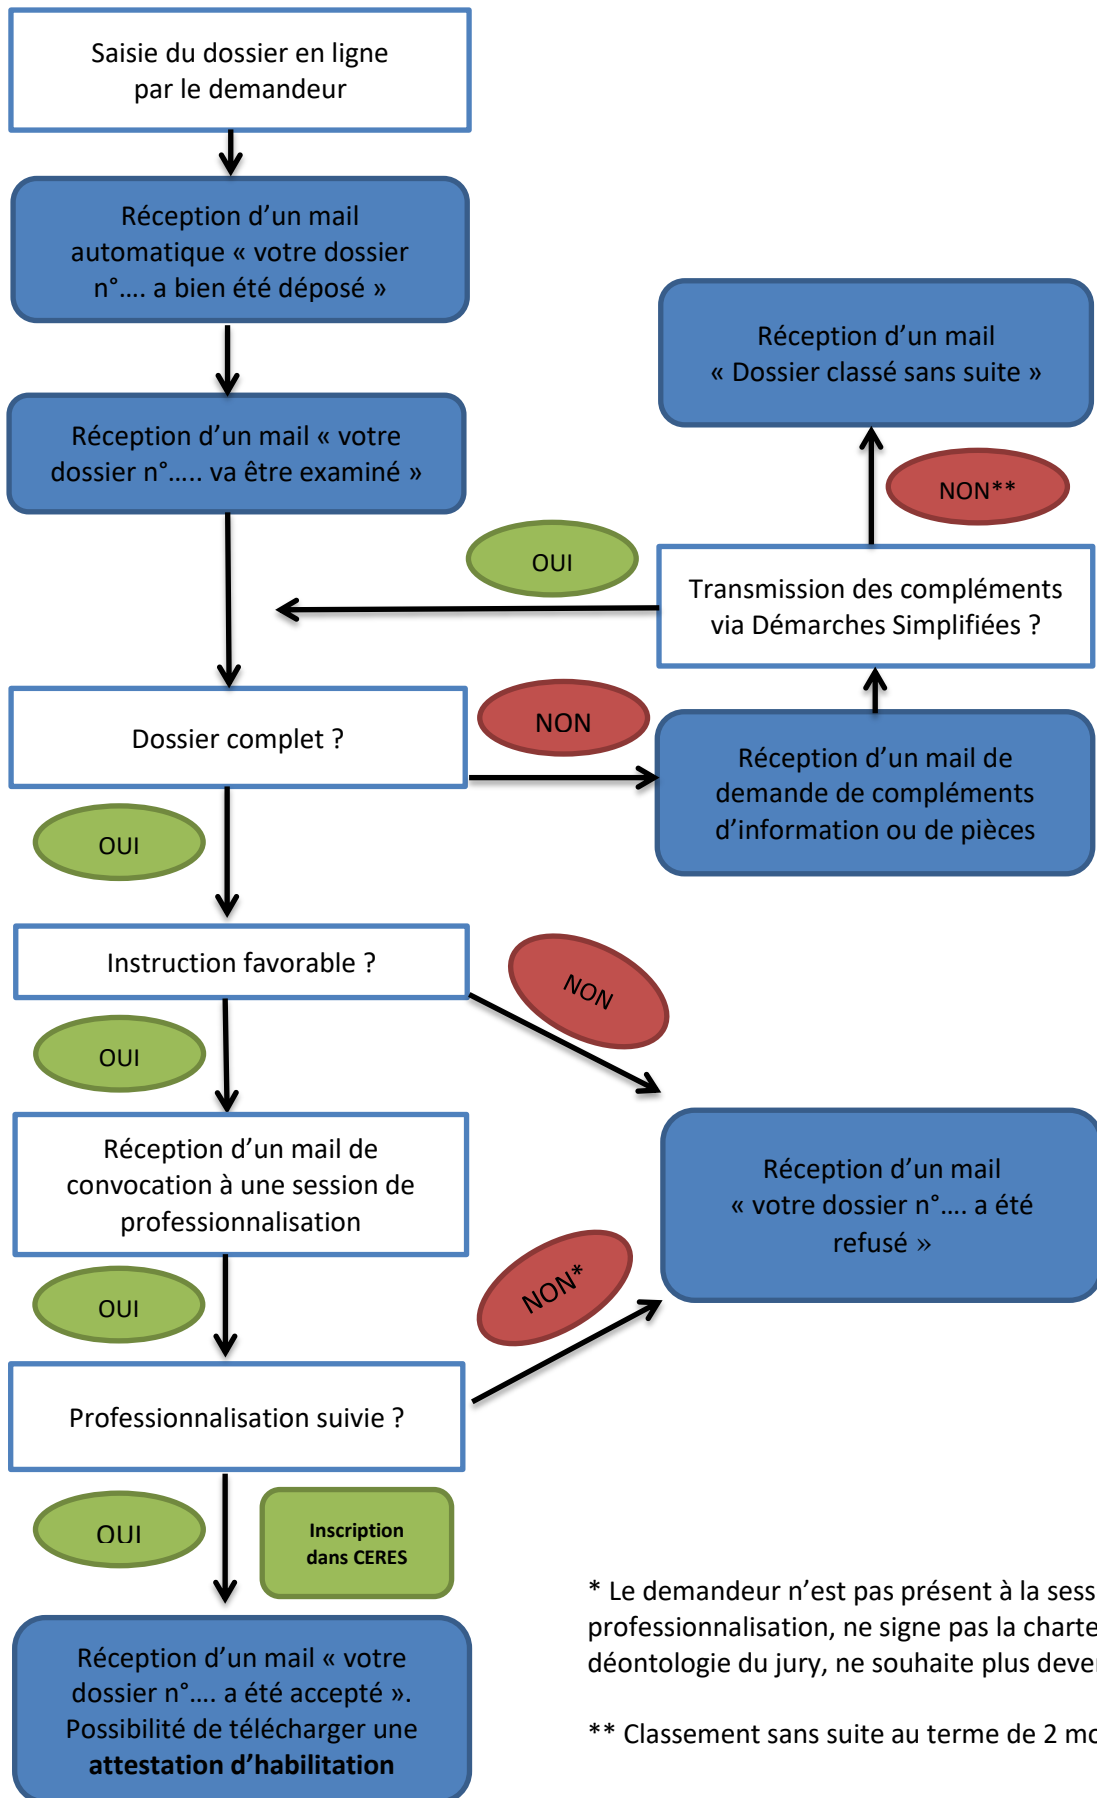 Saisie du dossier en ligne
par le demandeur
Réception d’un mail
automatique « votre dossier
n°.... a bien été déposé »
Réception d’un mail
« Dossier classé sans suite »
Réception d’un mail « votre
dossier n°..... va être examiné »
NON**
OUI
Transmission des compléments
via Démarches Simplifiées ?
Dossier complet ?
NON
Réception d’un mail de
demande de compléments
d’information ou de pièces
OUI
Instruction favorable ?
NON
OUI
Réception d’un mail de
convocation à une session de
professionnalisation
Réception d’un mail
« votre dossier n°.... a été
refusé »
OUI
NON*
Professionnalisation suivie ?
OUI
Inscription
dans CERES
* Le demandeur n’est pas présent à la
professionnalisation, ne signe pas la charte
déontologie du jury, ne souhaite plus
Réception d’un mail « votre
dossier n°.... a été accepté ».
Possibilité de télécharger une
attestation d’habilitation
** Classement sans suite au terme de 2